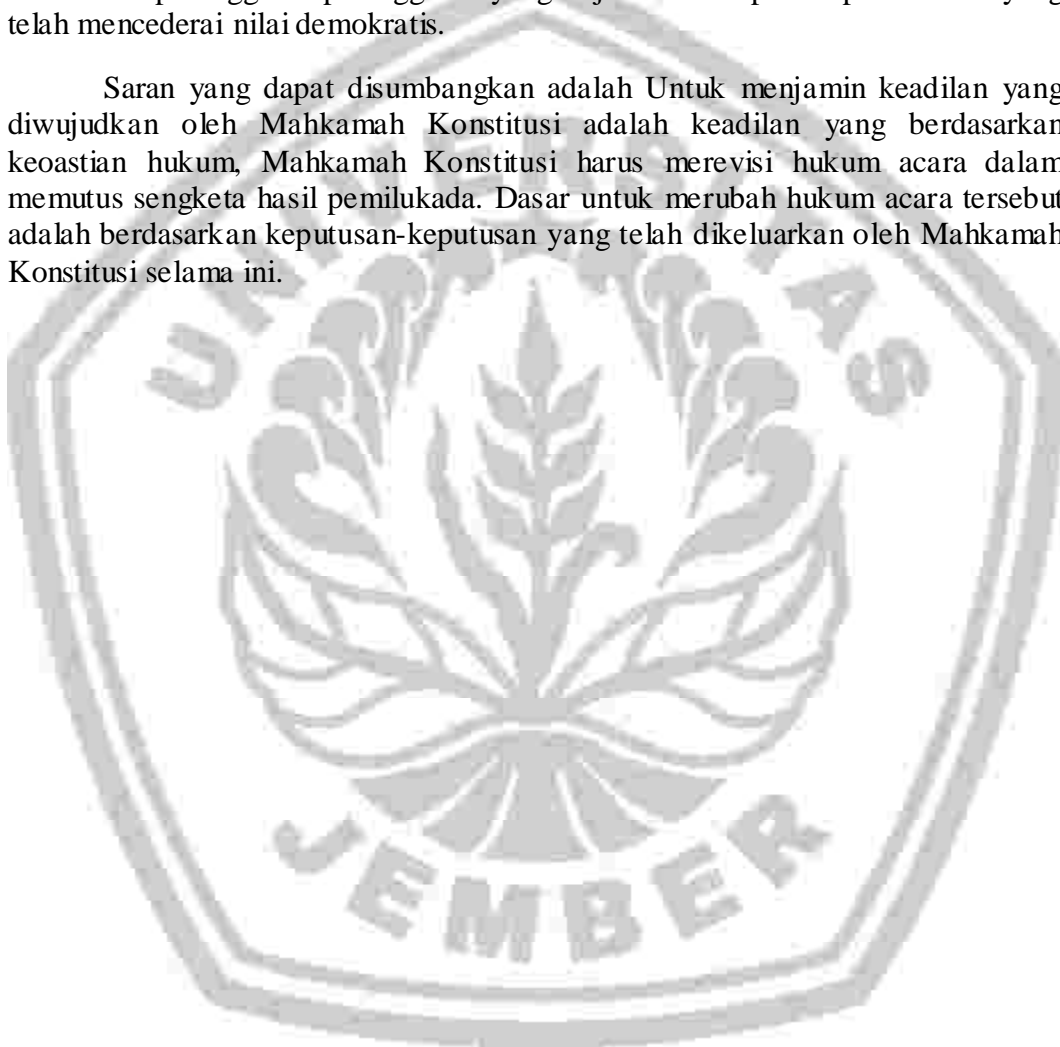 telah mencederai nilai demokratis.
Saran yang dapat disumbangkan adalah Untuk menjamin keadilan yang
diwujudkan oleh Mahkamah Konstitusi adalah keadilan yang berdasarkan
keoastian hukum, Mahkamah Konstitusi harus merevisi hukum acara dalam
memutus sengketa hasil pemilukada. Dasar untuk merubah hukum acara tersebut
adalah berdasarkan keputusan-keputusan yang telah dikeluarkan oleh Mahkamah
Konstitusi selama ini.
UNIVERSITAS
JEMBER